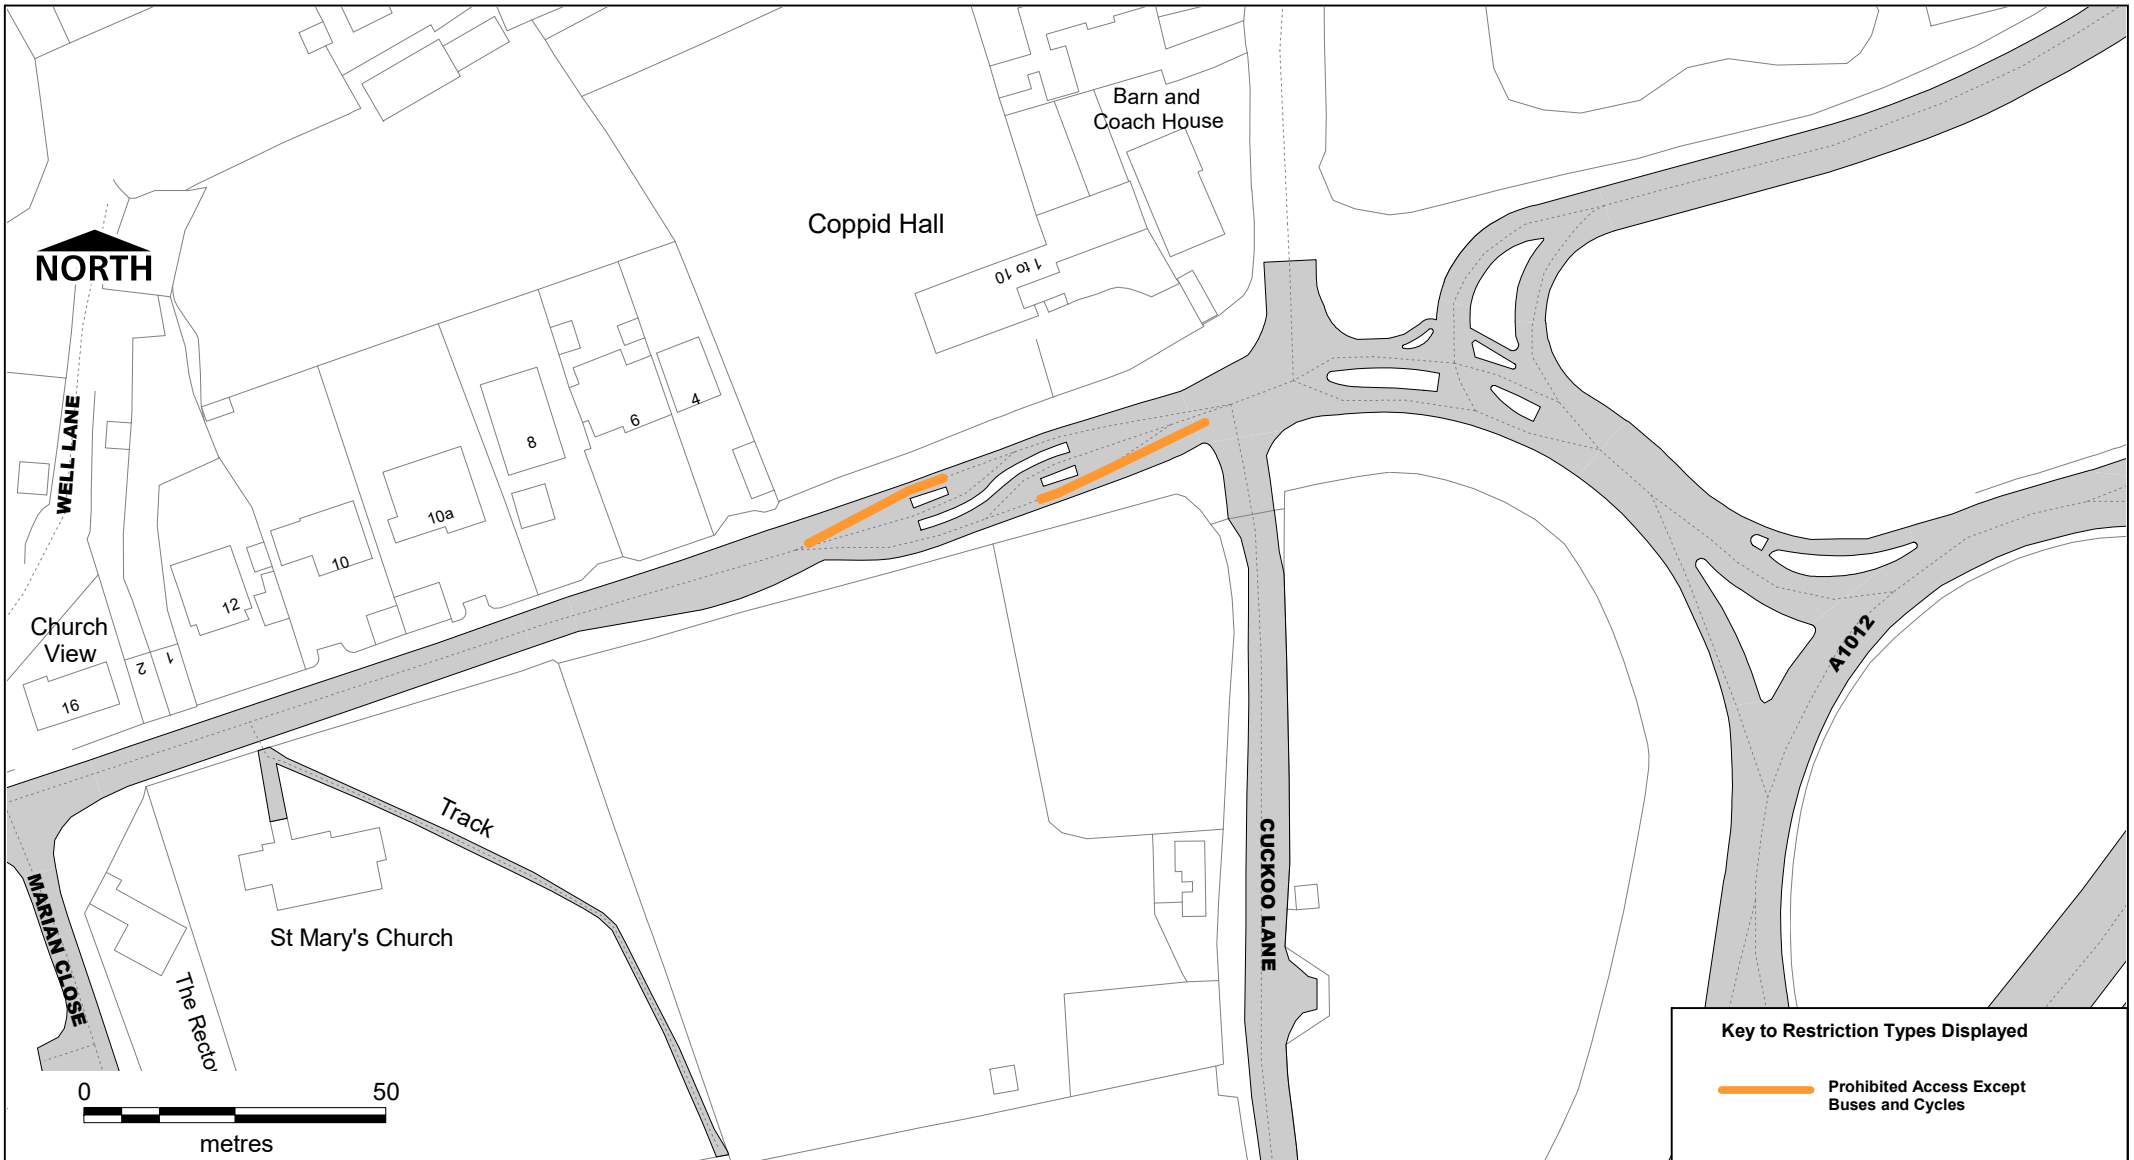 Barn and
Coach House
Coppid Hall
1 to 10
NORTH
WELL LANE
4
6
8
10a
10
12
Church
View
16
2
1
A1012
Track
CUCKOO LANE
MARIAN CLOSE
St Mary's Church
The Recto
0 50
metres
Key to Restriction Types Displayed
Prohibited Access Except
Buses and Cycles